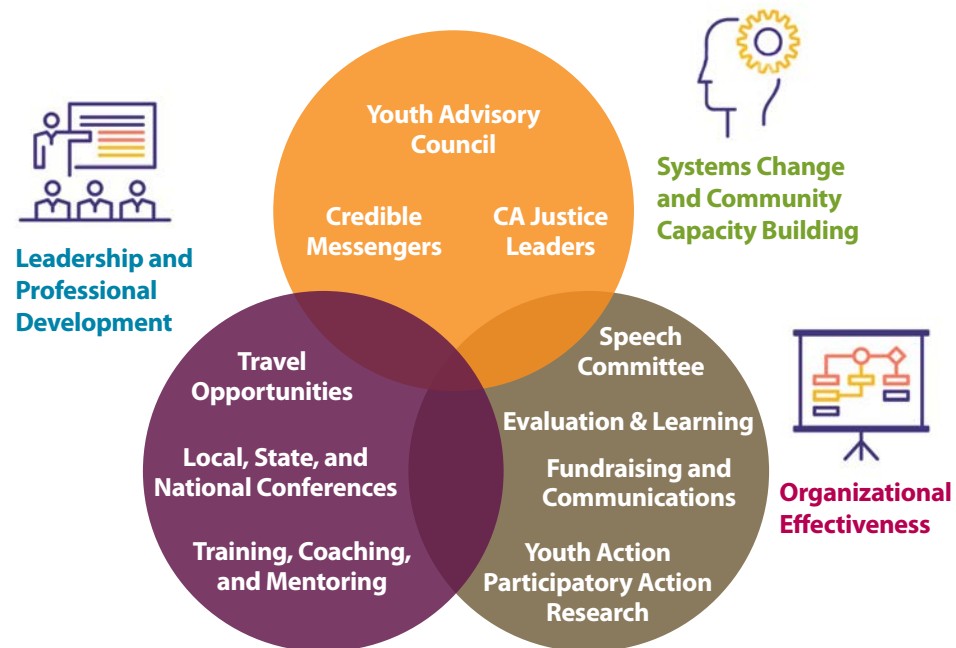 Youth Advisory
Council
Credible
Messengers
CA Justice
Leaders
Systems Change
and Community
Capacity Building
Leadership and
Professional
Development
Travel
Opportunities
Local, State, and
National Conferences
Training, Coaching,
and Mentoring
Speech
Committee
Evaluation & Learning
Fundraising and
Communications
Youth Action
Participatory Action
Research
Organizational
Effectiveness